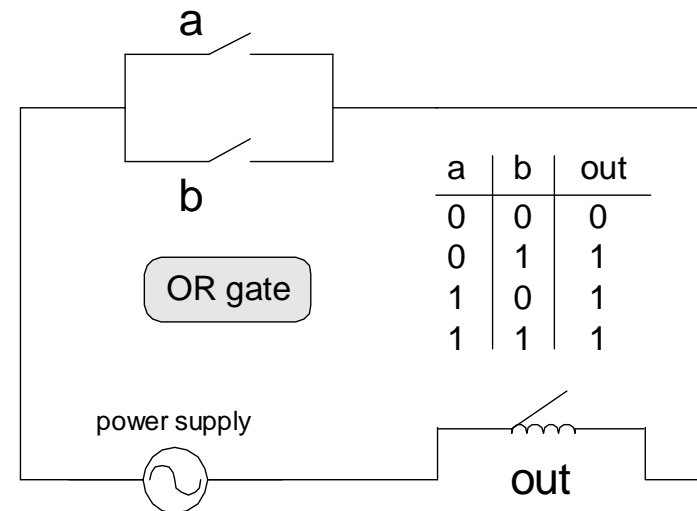 a
b
a b out
0 0 0
0 1 1
1 0 1
1 1 1
OR gate
power supply
out